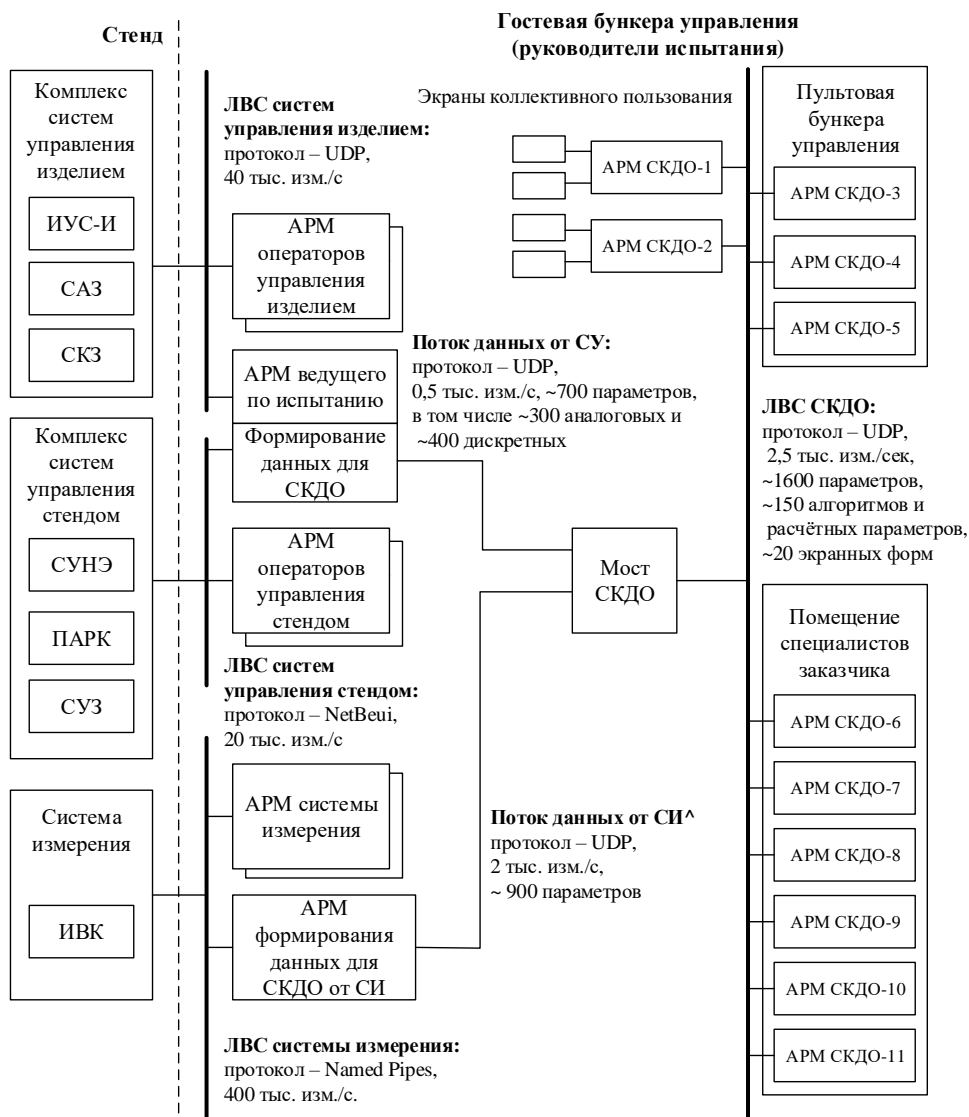 Стенд
Гостевая бункера управления
(руководители испытания)
Комплекс
систем
управления
изделием
ИУС-И
САЗ
СКЗ
ЛВС систем
управления изделием:
протокол – UDP,
40 тыс. изм./с
АРМ
операторов
управления
изделием
АРМ ведущего
по испытанию
Формирование
данных для
СКДО
Экраны коллективного пользования
АРМ СКДО-1
АРМ СКДО-2
Пультовая
бункера
управления
АРМ СКДО-3
АРМ СКДО-4
АРМ СКДО-5
Поток данных от СУ:
протокол – UDP,
0,5 тыс. изм./с, ~700 параметров,
в том числе ~300 аналоговых и
~400 дискретных
ЛВС СКДО:
протокол – UDP,
2,5 тыс. изм./сек,
~1600 параметров,
~150 алгоритмов и
расчётных параметров,
~20 экранных форм
Комплекс
систем
управления
стендом
СУНЭ
ПАРК
СУЗ
АРМ
операторов
управления
стендом
ЛВС систем
управления стендом:
протокол – NetBeui,
20 тыс. изм./с
Мост
СКДО
Помещение
специалистов
заказчика
АРМ СКДО-6
АРМ СКДО-7
АРМ СКДО-8
АРМ СКДО-9
АРМ СКДО-10
АРМ СКДО-11
Система
измерения
ИВК
АРМ системы
измерения
АРМ
формирования
данных для
СКДО от СИ
Поток данных от СИ^
протокол – UDP,
2 тыс. изм./с,
~ 900 параметров
ЛВС системы измерения:
протокол – Named Pipes,
400 тыс. изм./с.